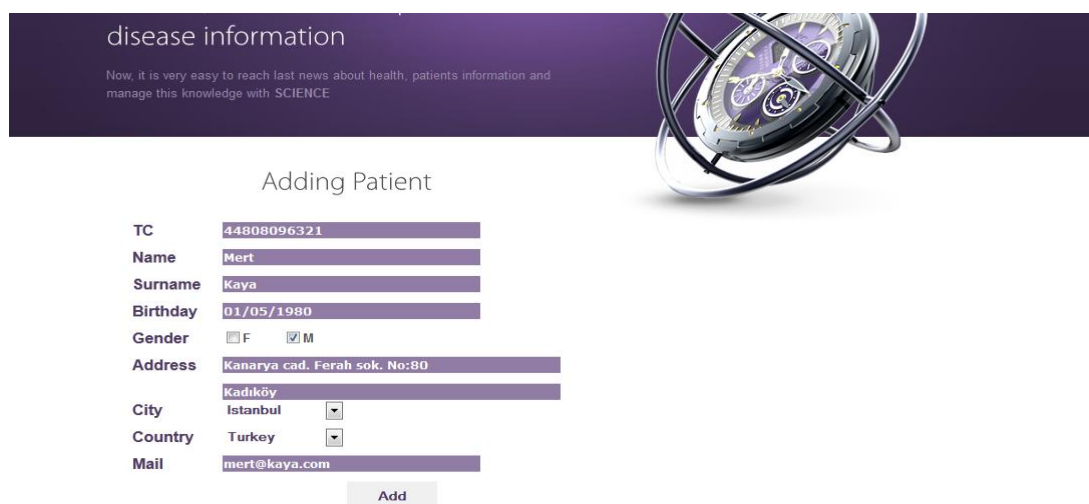 disease information
Now, it is very easy to reach last news about health, patients information and
manage this knowledge with SCIENCE
Adding Patient
TC 44808096321
Name Mert
Surname Kaya
Birthday 01/05/1980
Gender F M
Address Kanarya cad. Ferah sok. No:80
Kadıköy
City Istanbul
Country Turkey
Mail mert@kaya.com
Add